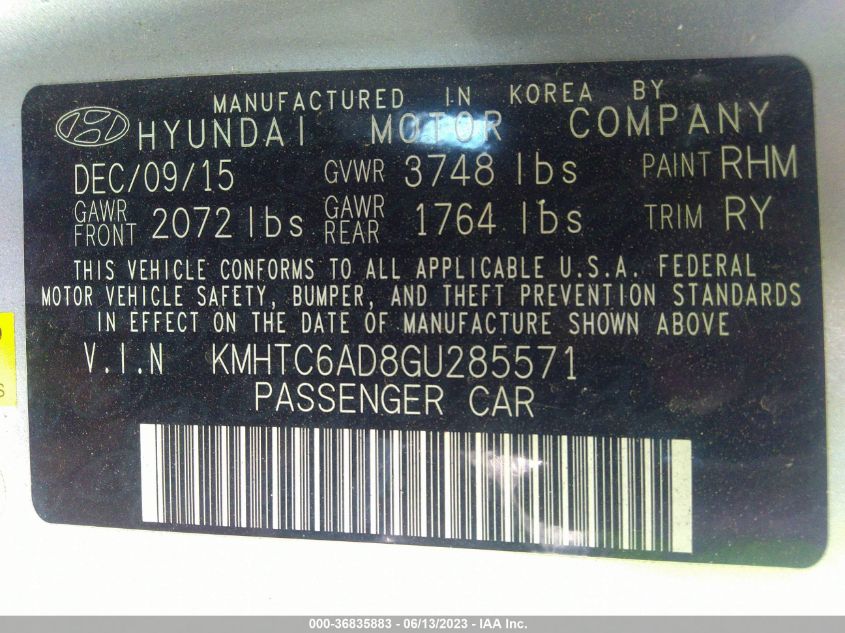 MANUFACTURED IN KOREA BY
HYUNDAI MOTOR COMPANY
DEC/09/15 GVWR 3748 lbs PAINT RHM
GAWR FRONT 2072 lbs GAWR REAR 1764 lbs TRIM RY
THIS VEHICLE CONFORMS TO ALL APPLICABLE U.S.A. FEDERAL
MOTOR VEHICLE SAFETY, BUMPER, AND THEFT PREVENTION STANDARDS
IN EFFECT ON THE DATE OF MANUFACTURE SHOWN ABOVE
V.I.N KMHTC6AD8GU285571
PASSENGER CAR
000-36835883 - 06/13/2023 - IAA Inc.